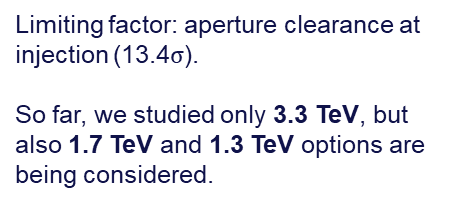 Limiting factor: aperture clearance at
injection (13.4σ).
So far, we studied only 3.3 TeV, but
also 1.7 TeV and 1.3 TeV options are
being considered.